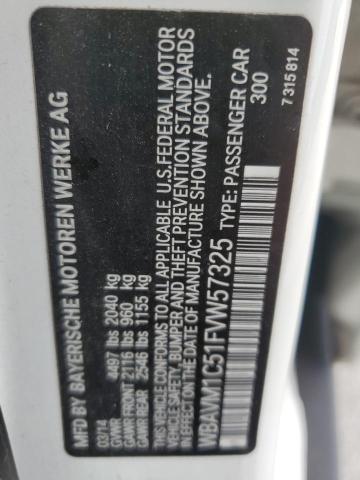 MFD BY BAYERISCHE MOTOREN WERKE AG
03/14
GVWR 4497 lbs 2040 kg
GAWR FRONT 2116 lbs 960 kg
GAWR REAR 2546 lbs 1155 kg
THIS VEHICLE CONFORMS TO ALL APPLICABLE U.S. FEDERAL MOTOR
VEHICLE SAFETY, BUMPER, AND THEFT PREVENTION STANDARDS
IN EFFECT ON THE DATE OF MANUFACTURE SHOWN ABOVE.
WBAVM1C51FVW57325 TYPE: PASSENGER CAR
300
7 315 814